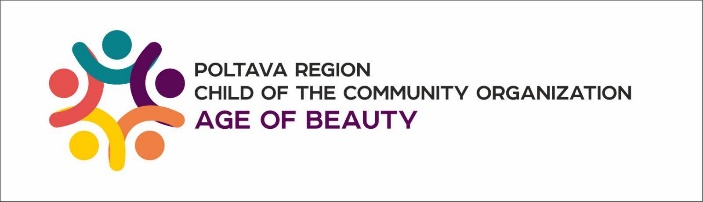 POLTAVA REGION
CHILD OF THE COMMUNITY ORGANIZATION
AGE OF BEAUTY